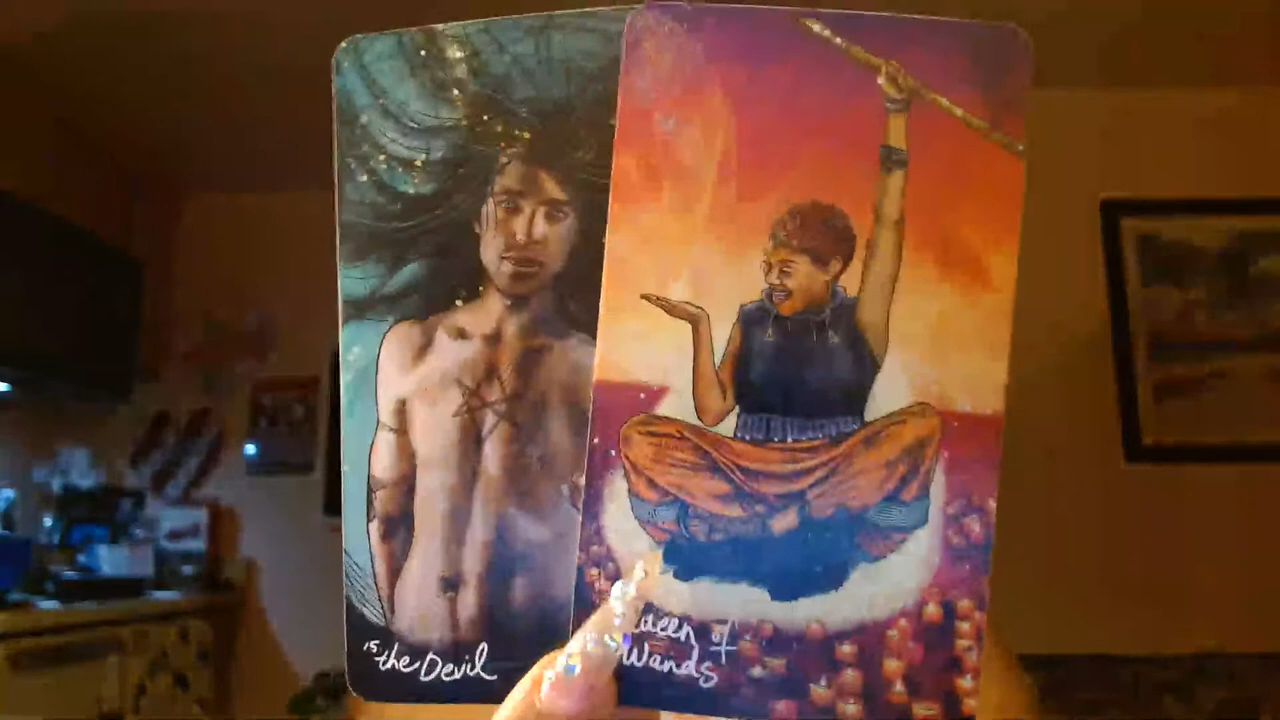 15 the Devil
Queen of
Wands